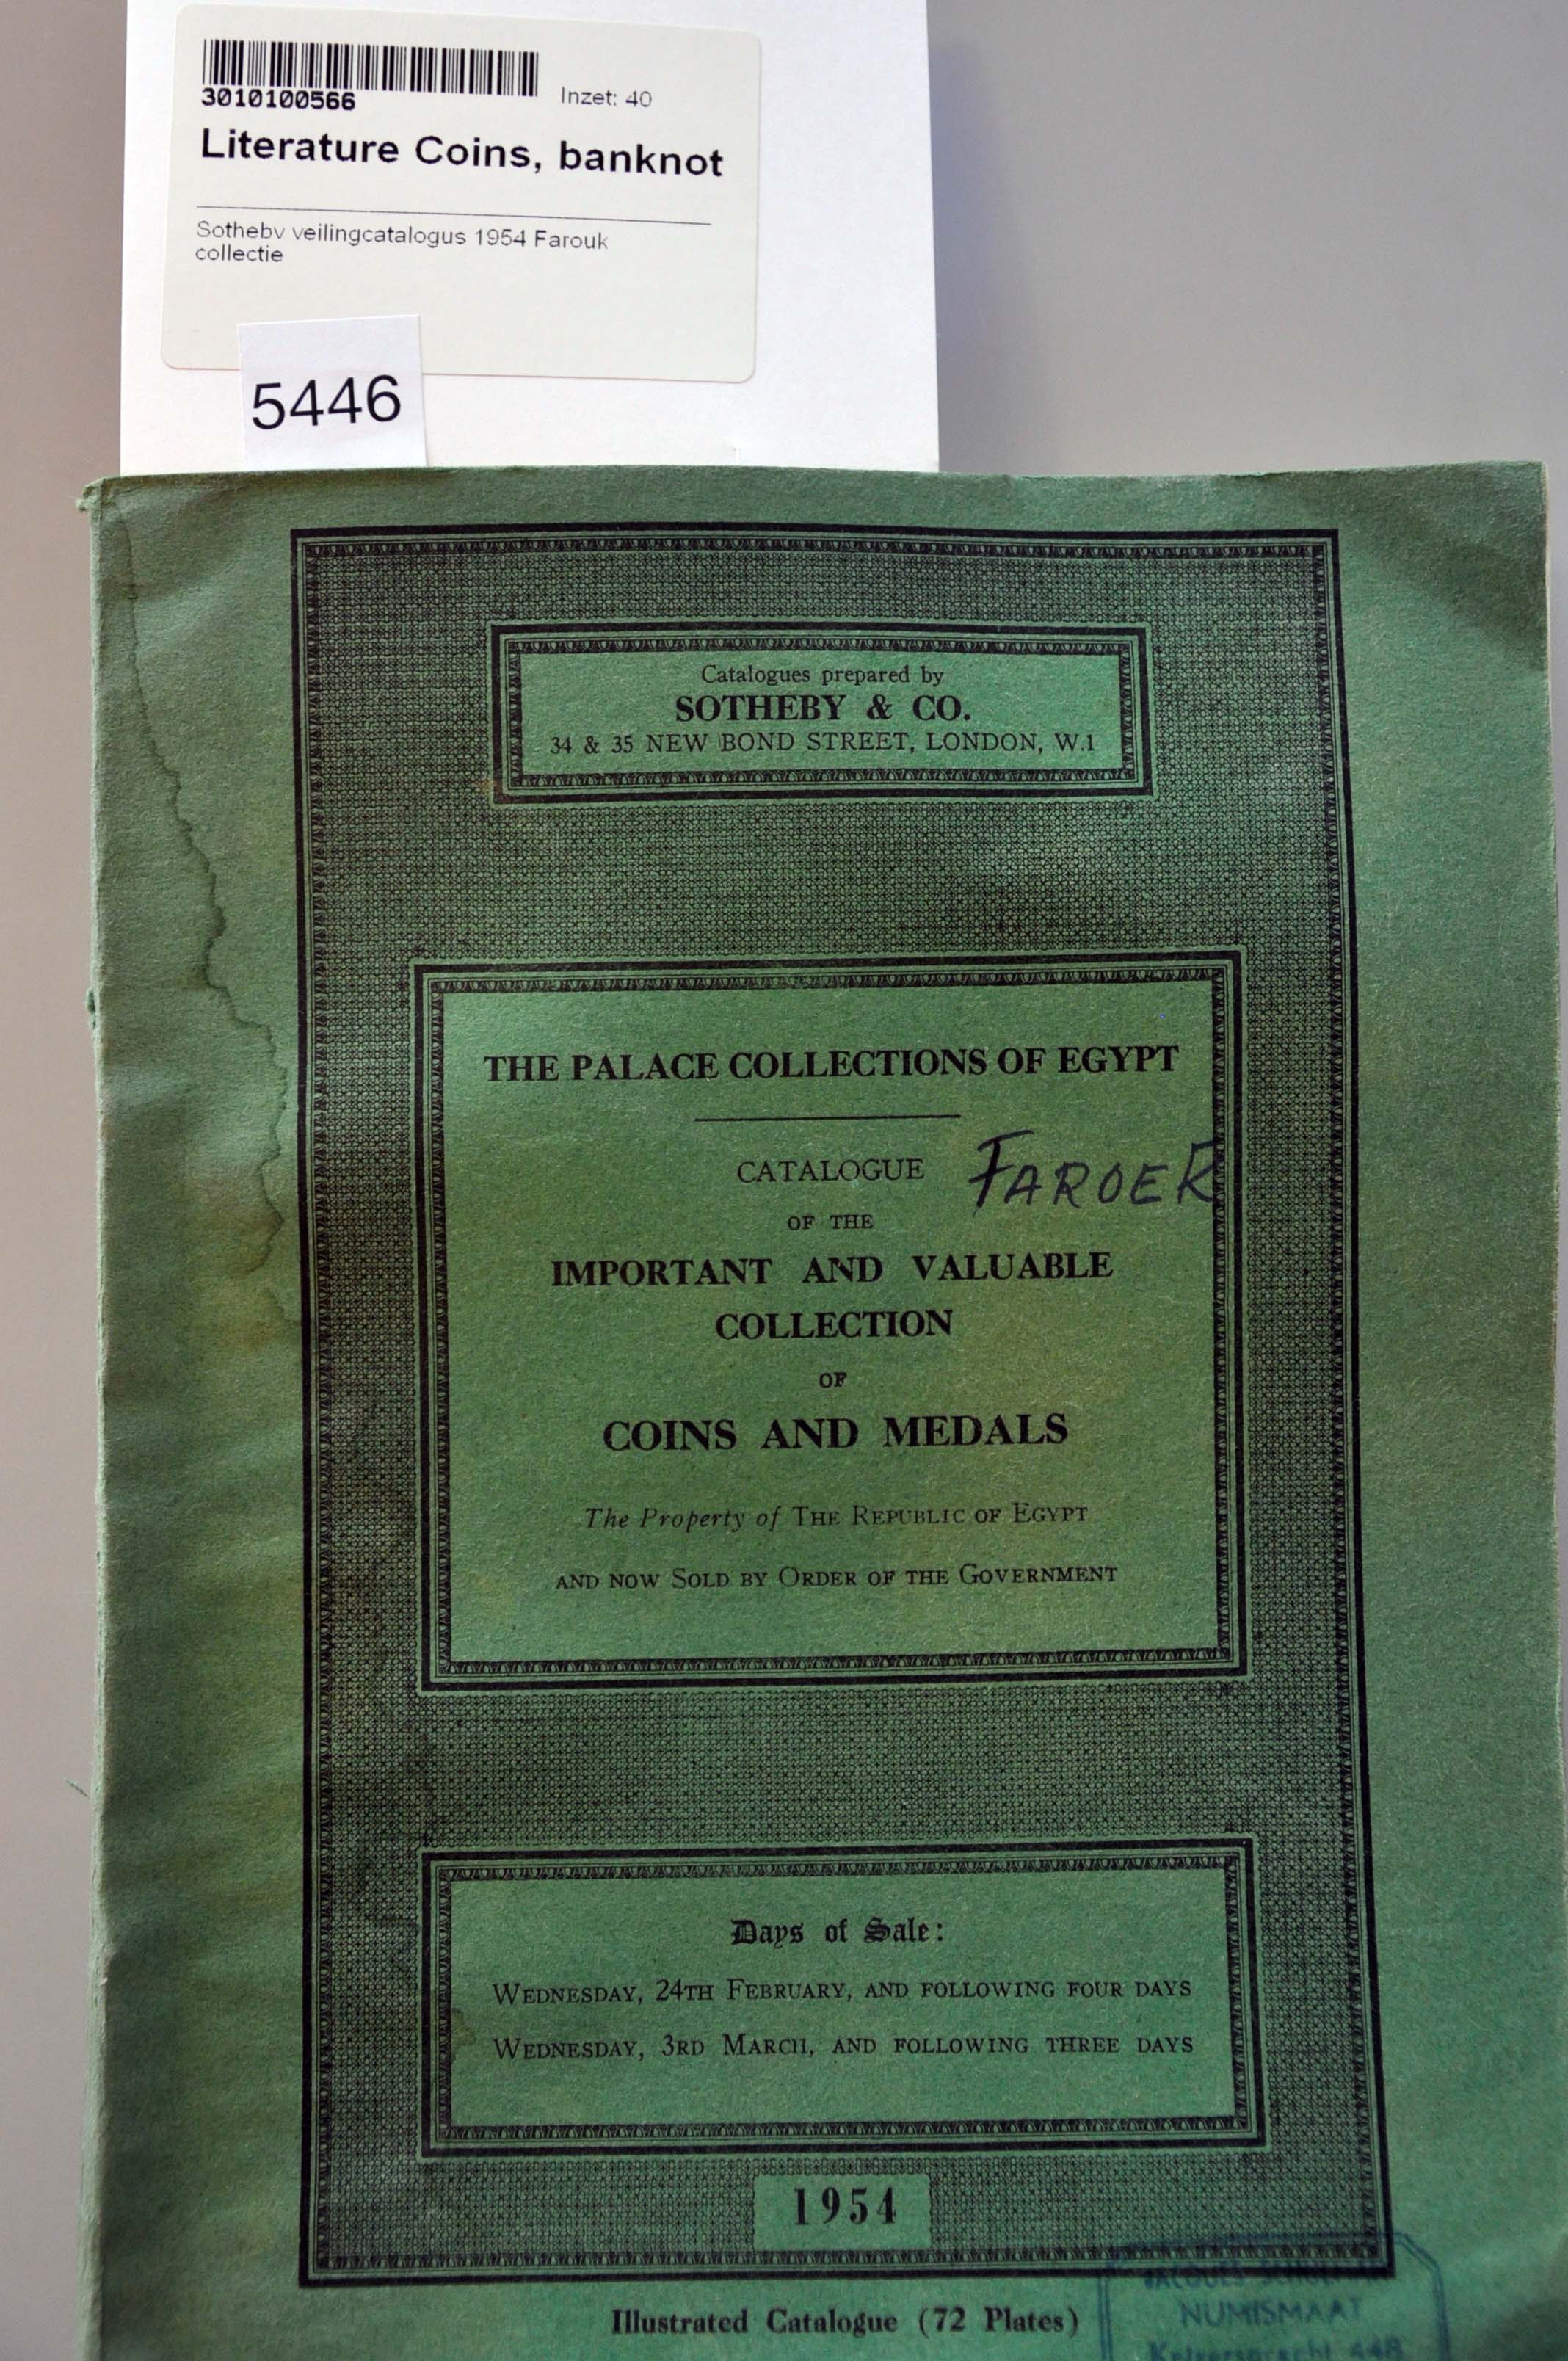 3010100566
Inzet: 40
Literature Coins, banknot
Sotheby veilingcatalogus 1954 Farouk
collectie
5446
Catalogues prepared by
SOTHEBY & CO.
34 & 35 NEW BOND STREET, LONDON, W.1
THE PALACE COLLECTIONS OF EGYPT
CATALOGUE
FAROEK
OF THE
IMPORTANT AND VALUABLE
COLLECTION
OF
COINS AND MEDALS
The Property of THE REPUBLIC OF EGYPT
AND NOW SOLD BY ORDER OF THE GOVERNMENT
Days of Sale:
WEDNESDAY, 24TH FEBRUARY, AND FOLLOWING FOUR DAYS
WEDNESDAY, 3RD MARCH, AND FOLLOWING THREE DAYS
1954
Illustrated Catalogue (72 Plates)
JACQUES
NUMISMAAT
Keizersgracht 448